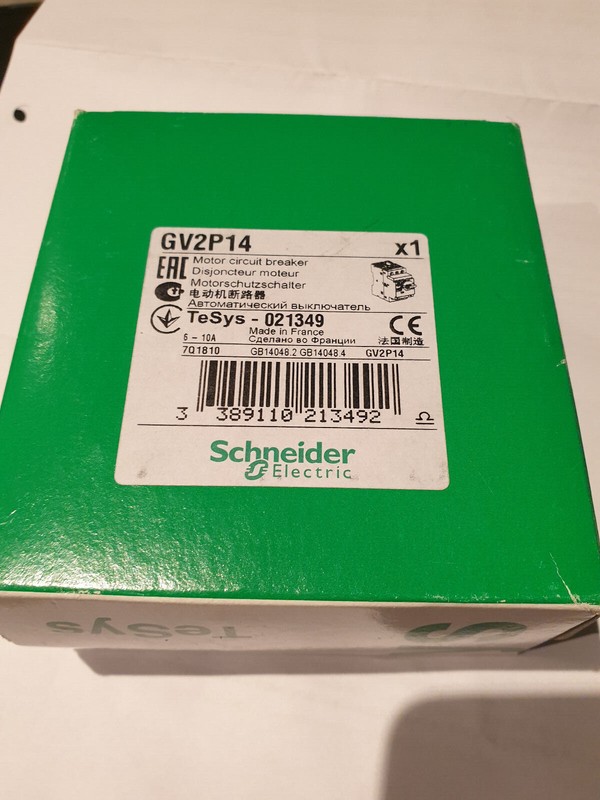 GV2P14 x1
EAC Motor circuit breaker
Disjoncteur moteur
Motorschutzschalter
电动机断路器
Автоматический выключатель
TeSys - 021349
Made in France
6 - 10A Сделано во Франции 法国制造
7Q1810 GB14048.2 GB14048.4 GV2P14
3 389110 213492
Schneider
Electric
TeSys